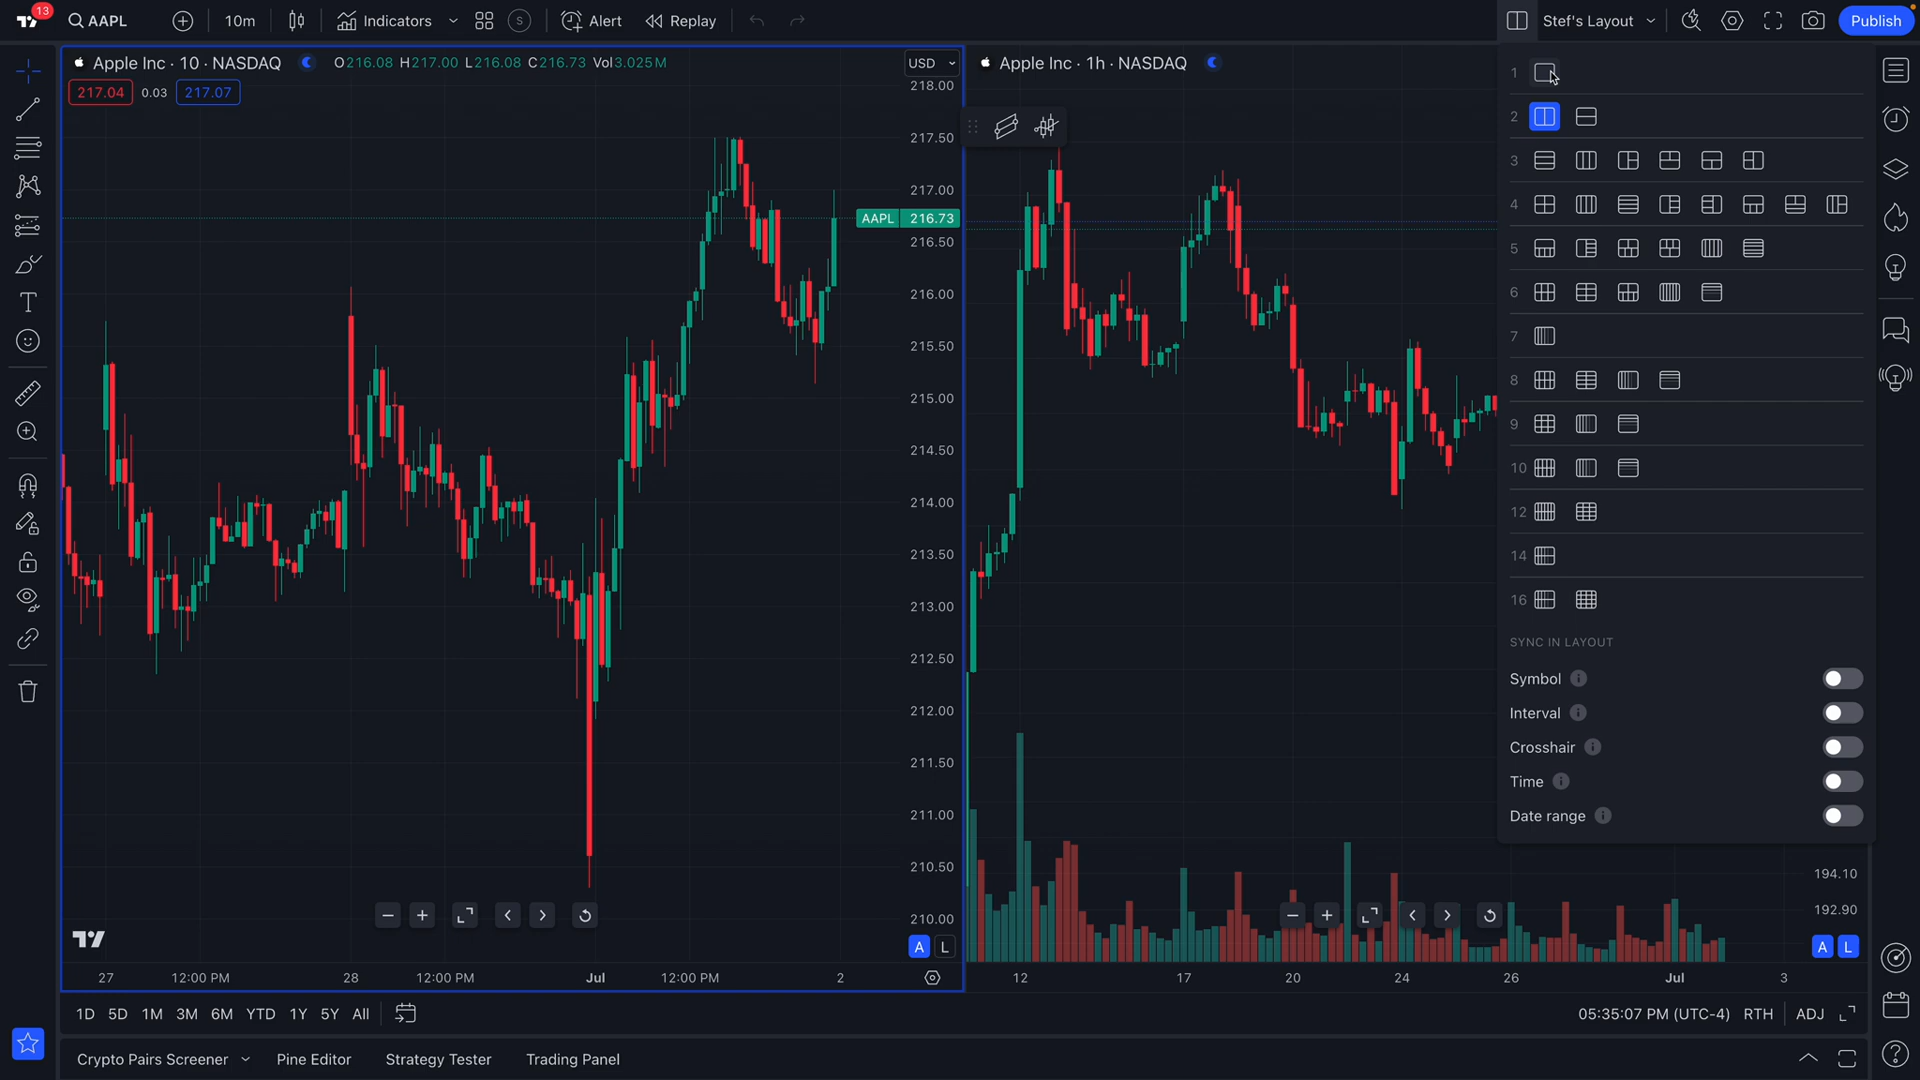 13
AAPL
10m
Indicators
S
Alert
Replay
Stef's Layout
Publish
Apple Inc · 10 · NASDAQ
O216.08 H217.00 L216.08 C216.73 Vol3.025M
USD
217.04
0.03
217.07
218.00
217.50
217.00
AAPL 216.73
216.50
216.00
215.50
215.00
214.50
214.00
213.50
213.00
212.50
212.00
211.50
211.00
210.50
210.00
A L
27
12:00 PM
28
12:00 PM
Jul
12:00 PM
2
Apple Inc · 1h · NASDAQ
194.10
192.90
A L
12
17
20
24
26
Jul
3
1
2
3
4
5
6
7
8
9
10
12
14
16
SYNC IN LAYOUT
Symbol
Interval
Crosshair
Time
Date range
1D 5D 1M 3M 6M YTD 1Y 5Y All
05:35:07 PM (UTC-4) RTH ADJ
Crypto Pairs Screener
Pine Editor
Strategy Tester
Trading Panel